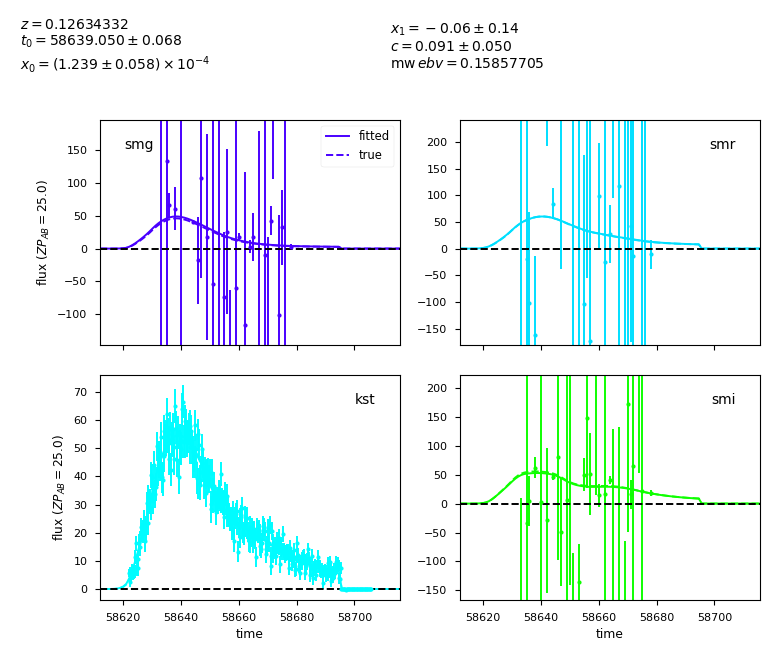 z = 0.12634332
t0 = 58639.050 ± 0.068
x0 = (1.239 ± 0.058) × 10^−4
x1 = −0.06 ± 0.14
c = 0.091 ± 0.050
mw ebv = 0.15857705
smg
fitted
true
150
100
50
0
−50
−100
flux (ZP_AB = 25.0)
smr
200
150
100
50
0
−50
−100
−150
kst
70
60
50
40
30
20
10
0
flux (ZP_AB = 25.0)
58620 58640 58660 58680 58700
time
smi
200
150
100
50
0
−50
−100
−150
58620 58640 58660 58680 58700
time